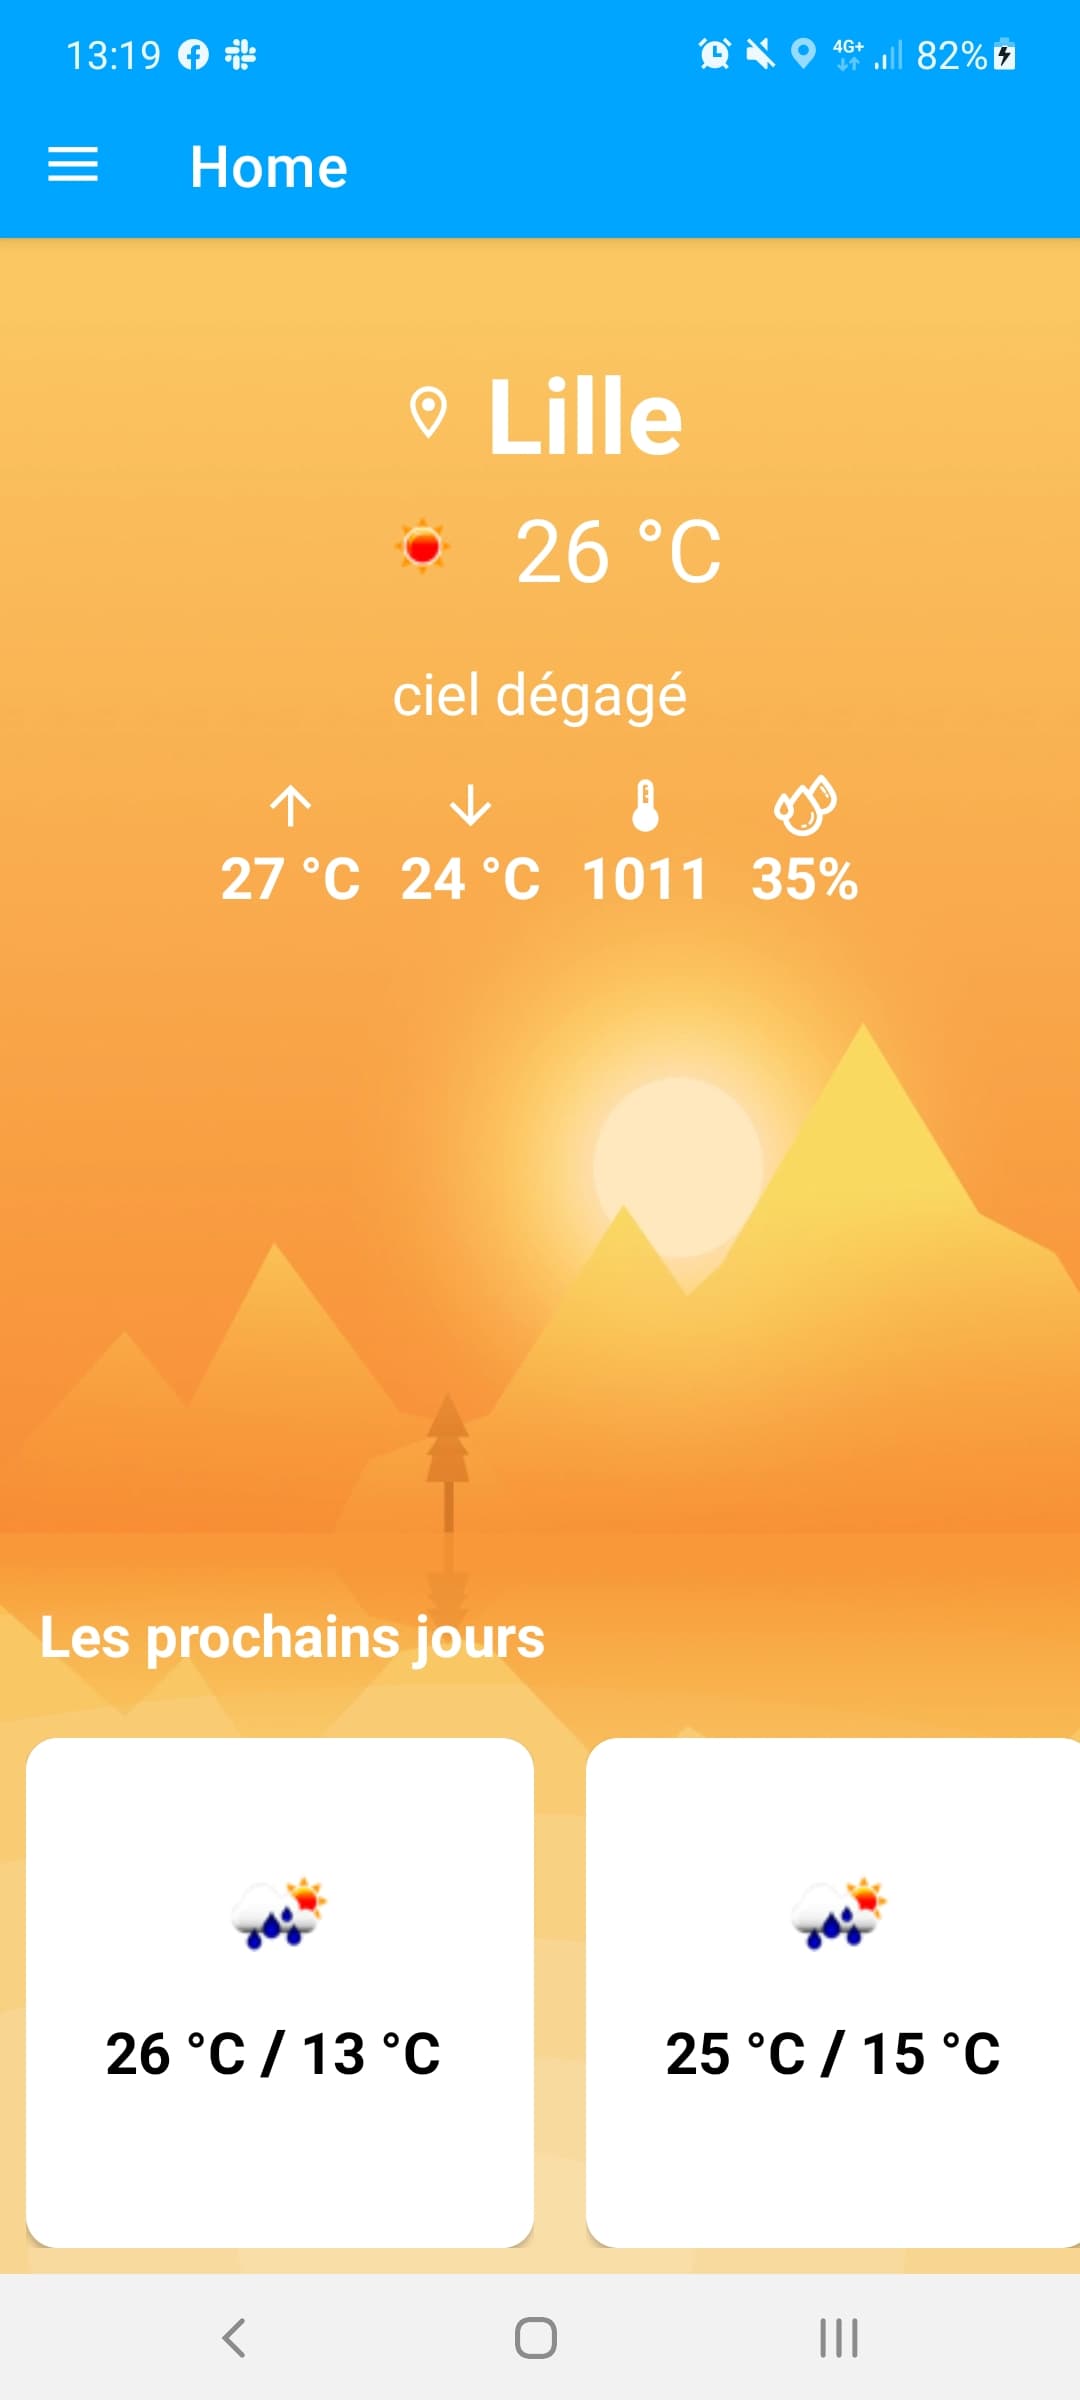 13:19 4G+ 82%
Home
Lille
26 °C
ciel dégagé
27 °C 24 °C 1011 35%
Les prochains jours
26 °C / 13 °C 25 °C / 15 °C